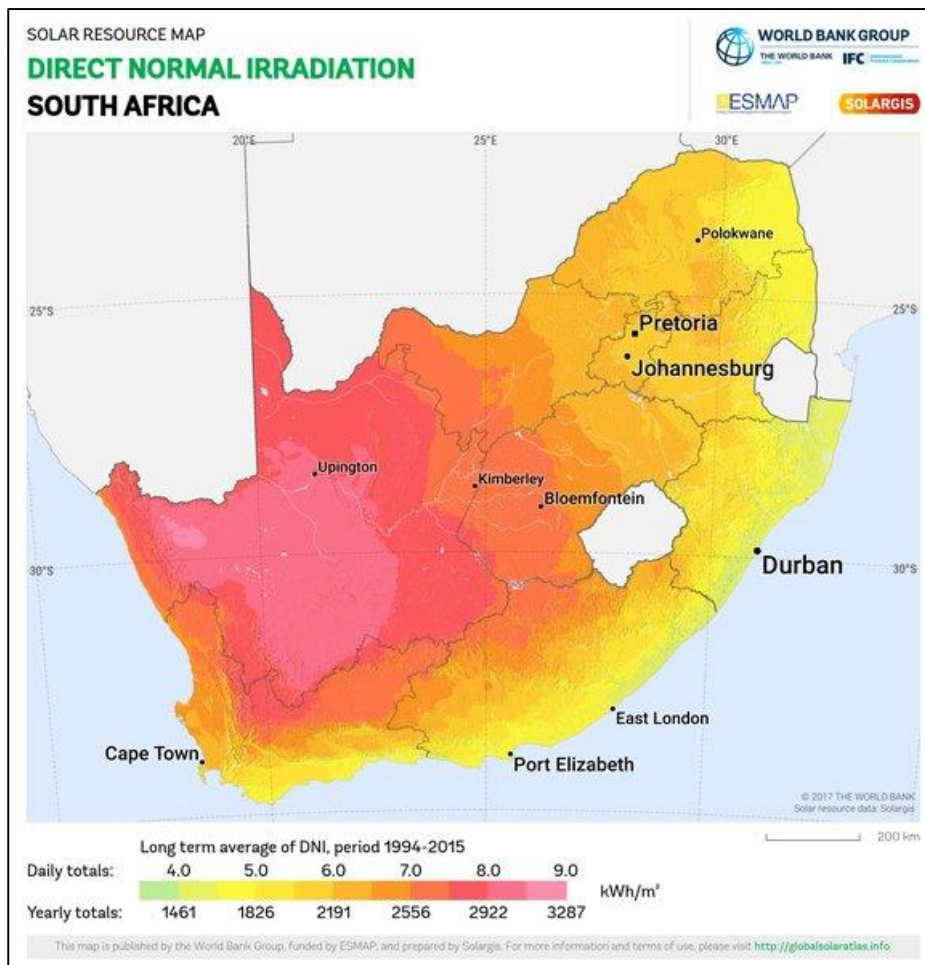 SOLAR RESOURCE MAP
DIRECT NORMAL IRRADIATION
SOUTH AFRICA
WORLD BANK GROUP
THE WORLD BANK IFC
ESMAP
SOLARGIS
20°E 25°E 30°E
Polokwane
25°S 25°S
Pretoria
Johannesburg
Upington
Kimberley
Bloemfontein
Durban
30°S 30°S
East London
Cape Town
Port Elizabeth
© 2017 THE WORLD BANK
Solar resource data: Solargis
200 km
Long term average of DNI, period 1994-2015
Daily totals: 4.0 5.0 6.0 7.0 8.0 9.0
kWh/m²
Yearly totals: 1461 1826 2191 2556 2922 3287
This map is published by the World Bank Group, funded by ESMAP, and prepared by Solargis. For more information and terms of use, please visit http://globalsolaratlas.info.